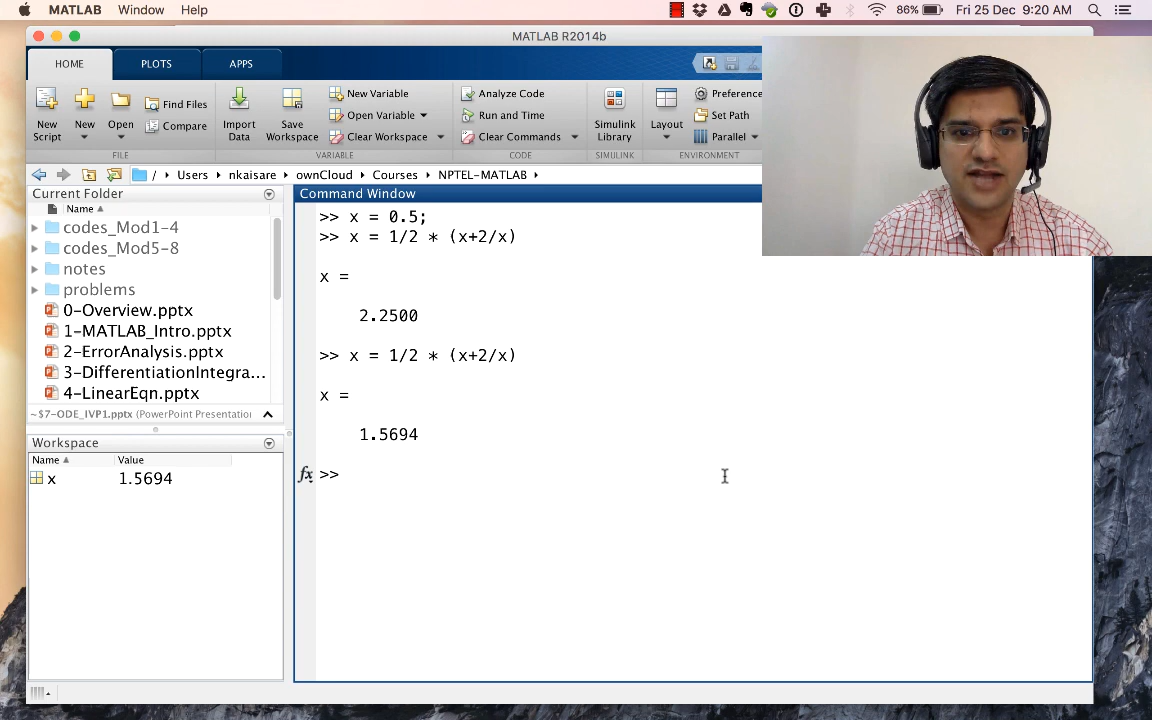 MATLAB Window Help 86% Fri 25 Dec 9:20 AM
MATLAB R2014b
HOME PLOTS APPS
New Script
New
Open
Find Files
Compare
FILE
Import Data
Save Workspace
New Variable
Open Variable
Clear Workspace
VARIABLE
Analyze Code
Run and Time
Clear Commands
CODE
Simulink Library
SIMULINK
Layout
Preference
Set Path
Parallel
ENVIRONMENT
/ Users nkaisare ownCloud Courses NPTEL-MATLAB
Current Folder
Name
codes_Mod1-4
codes_Mod5-8
notes
problems
0-Overview.pptx
1-MATLAB_Intro.pptx
2-ErrorAnalysis.pptx
3-DifferentiationIntegra...
4-LinearEqn.pptx
~$7-ODE_IVP1.pptx (PowerPoint Presentatio
Workspace
Name Value
x 1.5694
Command Window
>> x = 0.5;
>> x = 1/2 * (x+2/x)
x =
2.2500
>> x = 1/2 * (x+2/x)
x =
1.5694
fx >>